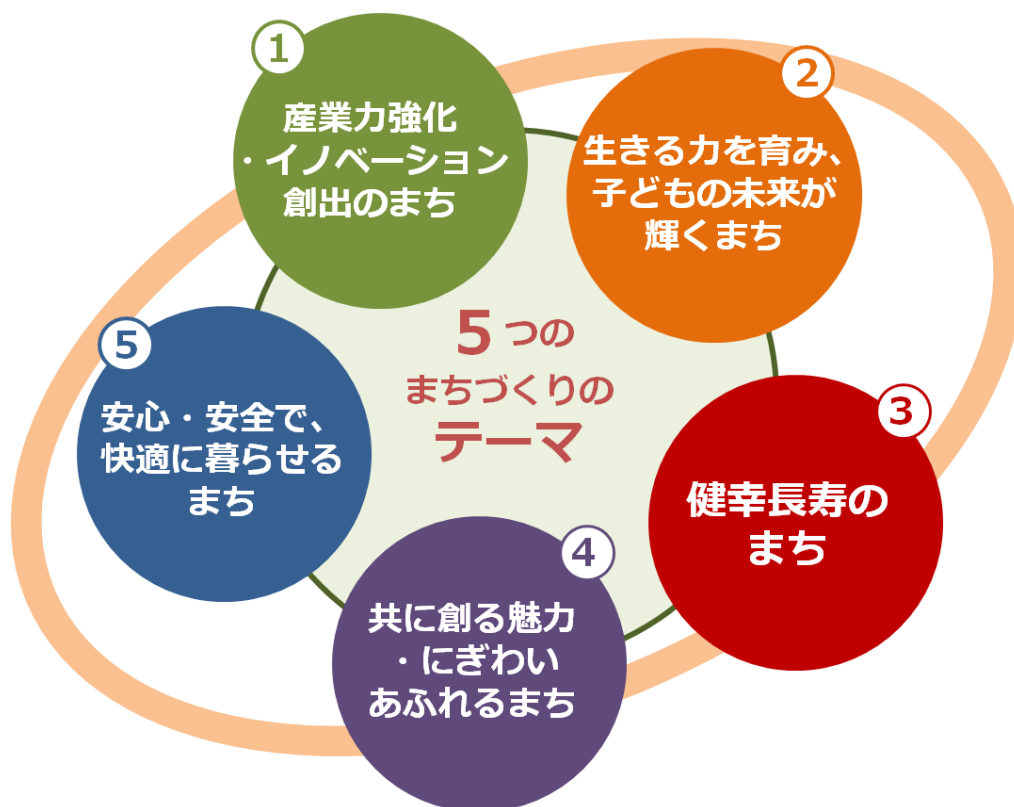 5つの
まちづくりの
テーマ
1
産業力強化
・イノベーション
創出のまち
2
生きる力を育み、
子どもの未来が
輝くまち
3
健幸長寿の
まち
4
共に創る魅力
・にぎわい
あふれるまち
5
安心・安全で、
快適に暮らせる
まち